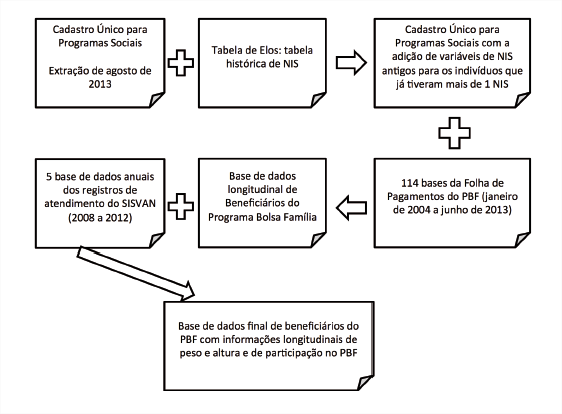 Cadastro Único para
Programas Sociais
Extração de agosto de
2013
Tabela de Elos: tabela
histórica de NIS
Cadastro Único para
Programas Sociais com a
adição de variáveis de NIS
antigos para os indivíduos que
já tiveram mais de 1 NIS
5 base de dados anuais
dos registros de
atendimento do SISVAN
(2008 a 2012)
Base de dados
longitudinal de
Beneficiários do
Programa Bolsa Família
114 bases da Folha de
Pagamentos do PBF (janeiro
de 2004 a junho de 2013)
Base de dados final de beneficiários do
PBF com informações longitudinais de
peso e altura e de participação no PBF